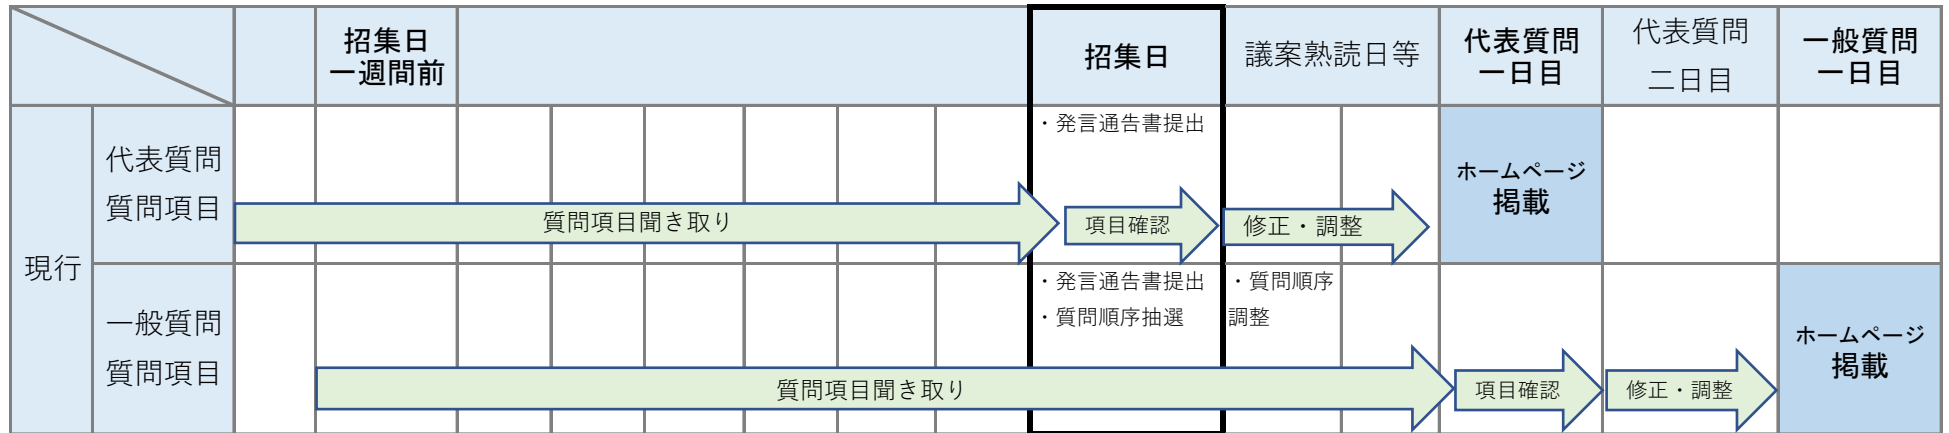 招集日
一週間前
招集日
議案熟読日等
代表質問
一日目
代表質問
二日目
一般質問
一日目
現行
代表質問
質問項目
・発言通告書提出
質問項目聞き取り
項目確認
修正・調整
ホームページ
掲載
一般質問
質問項目
・発言通告書提出
・質問順序抽選
・質問順序
調整
質問項目聞き取り
項目確認
修正・調整
ホームページ
掲載